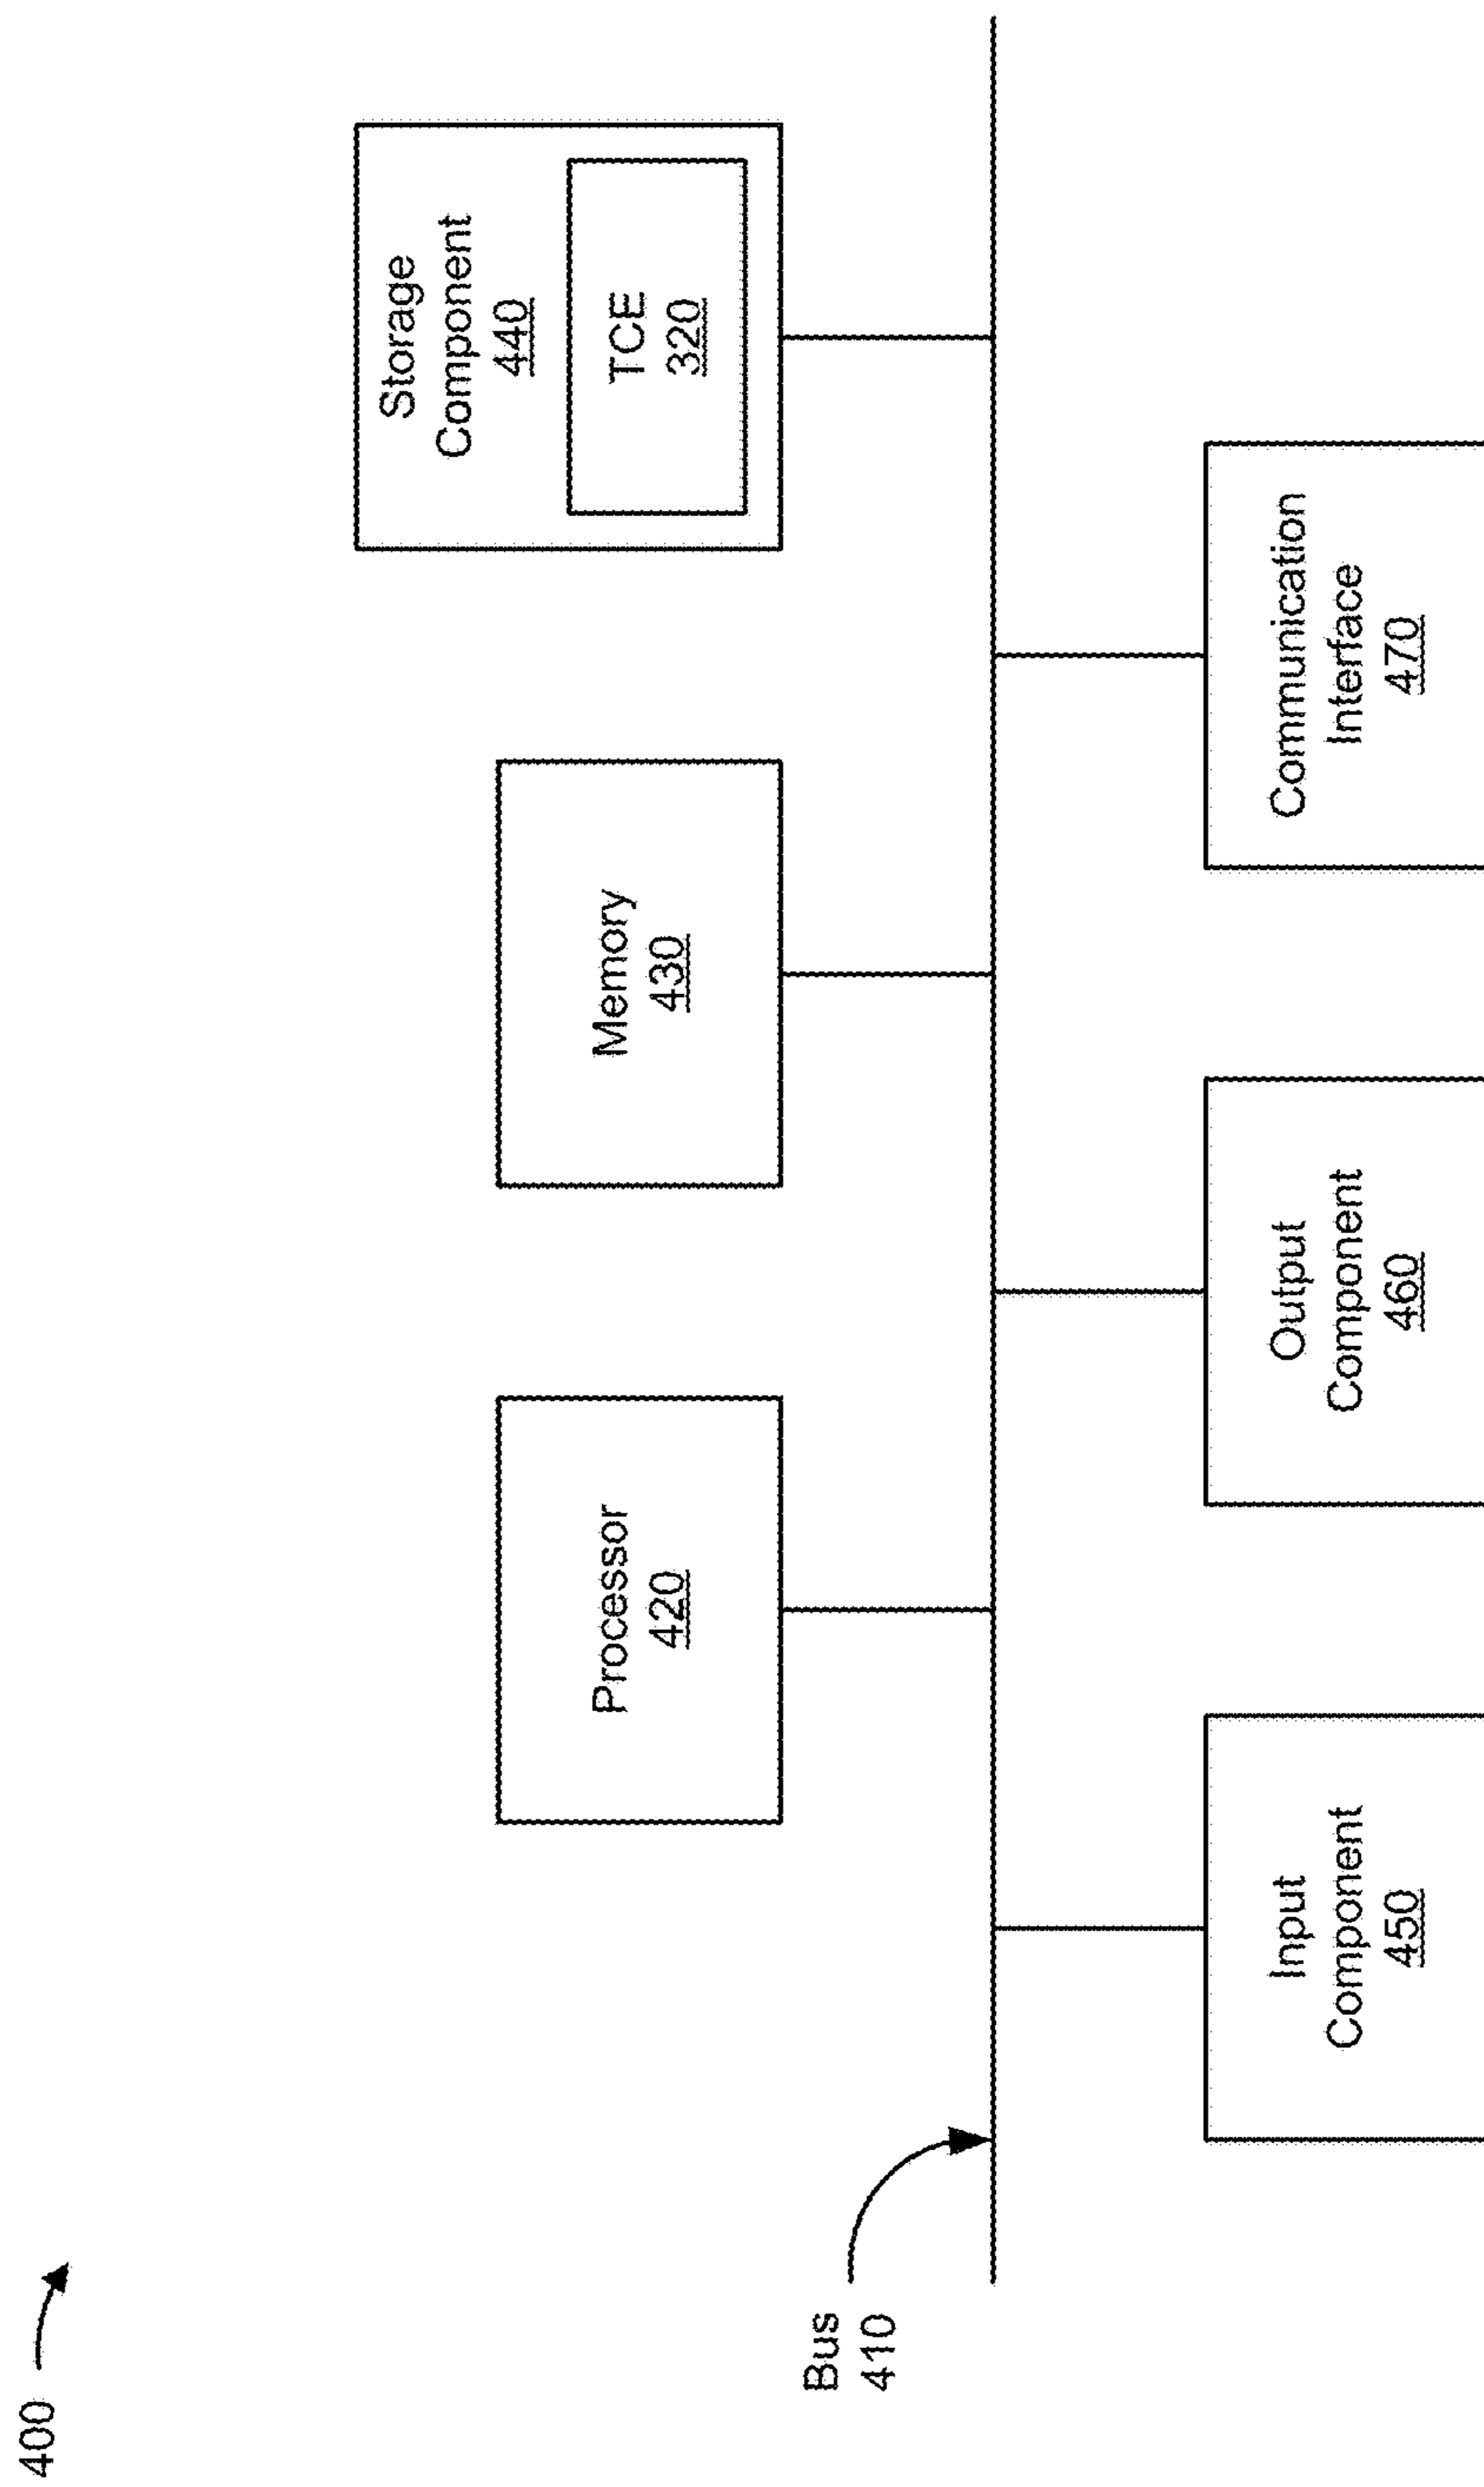 400
Bus
410
Processor
420
Memory
430
Storage
Component
440
TCE
320
Input
Component
450
Output
Component
460
Communication
Interface
470